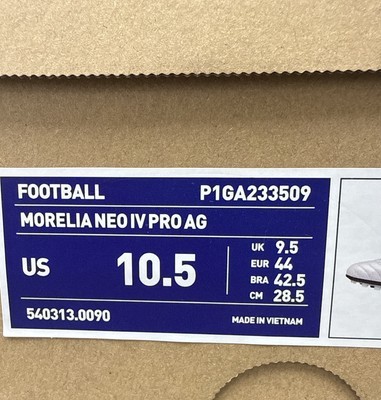 FOOTBALL P1GA233509
MORELIA NEO IV PRO AG
US 10.5
UK 9.5
EUR 44
BRA 42.5
CM 28.5
540313.0090 MADE IN VIETNAM